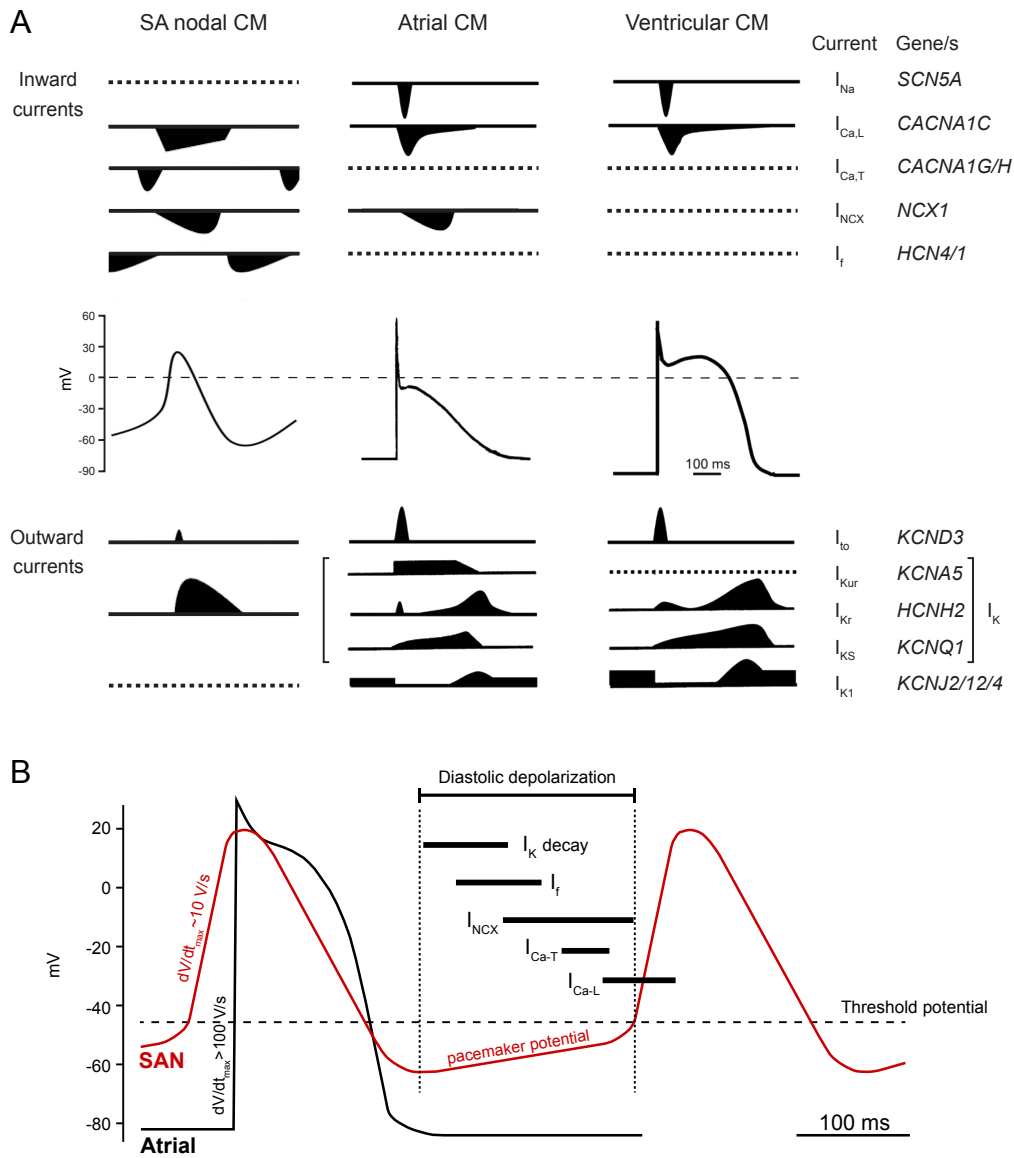 A
SA nodal CM
Atrial CM
Ventricular CM
Current
Gene/s
Inward
currents
I_Na
SCN5A
I_Ca,L
CACNA1C
I_Ca,T
CACNA1G/H
I_NCX
NCX1
I_f
HCN4/1
mV
60
30
0
-30
-60
-90
100 ms
Outward
currents
I_to
KCND3
I_Kur
KCNA5
I_Kr
HCNH2
I_KS
KCNQ1
I_K
I_K1
KCNJ2/12/4
B
mV
20
0
-20
-40
-60
-80
Diastolic depolarization
I_K decay
I_f
I_NCX
I_Ca-T
I_Ca-L
dV/dt_max ~10 V/s
dV/dt_max >100 V/s
Threshold potential
pacemaker potential
SAN
Atrial
100 ms